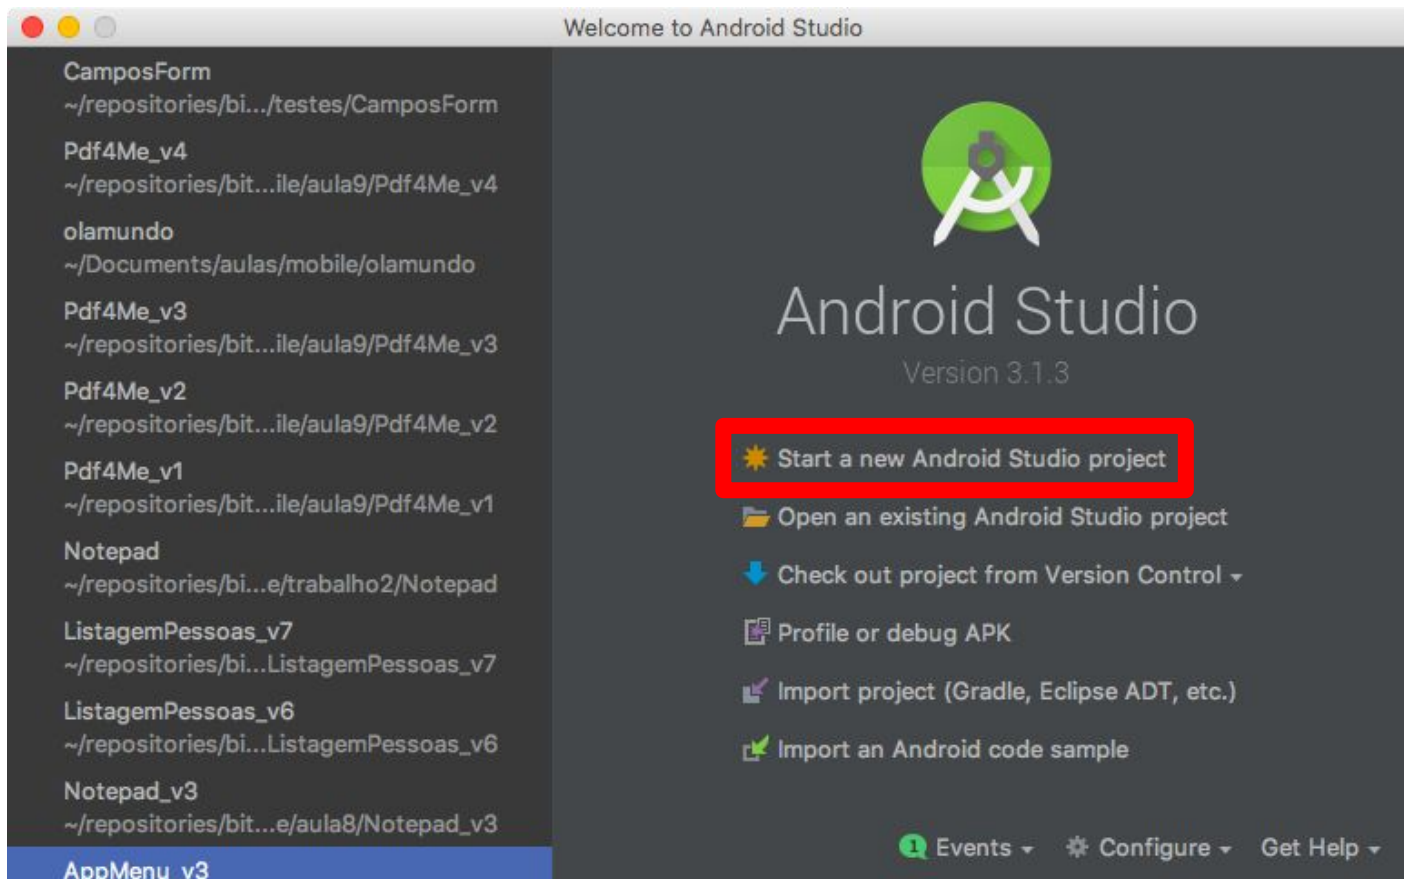 Welcome to Android Studio
CamposForm
~/repositories/bi.../testes/CamposForm
Pdf4Me_v4
~/repositories/bit...ile/aula9/Pdf4Me_v4
olamundo
~/Documents/aulas/mobile/olamundo
Pdf4Me_v3
~/repositories/bit...ile/aula9/Pdf4Me_v3
Pdf4Me_v2
~/repositories/bit...ile/aula9/Pdf4Me_v2
Pdf4Me_v1
~/repositories/bit...ile/aula9/Pdf4Me_v1
Notepad
~/repositories/bi...e/trabalho2/Notepad
ListagemPessoas_v7
~/repositories/bi...ListagemPessoas_v7
ListagemPessoas_v6
~/repositories/bi...ListagemPessoas_v6
Notepad_v3
~/repositories/bit...e/aula8/Notepad_v3
AppMenu_v3
Android Studio
Version 3.1.3
Start a new Android Studio project
Open an existing Android Studio project
Check out project from Version Control
Profile or debug APK
Import project (Gradle, Eclipse ADT, etc.)
Import an Android code sample
1 Events Configure Get Help